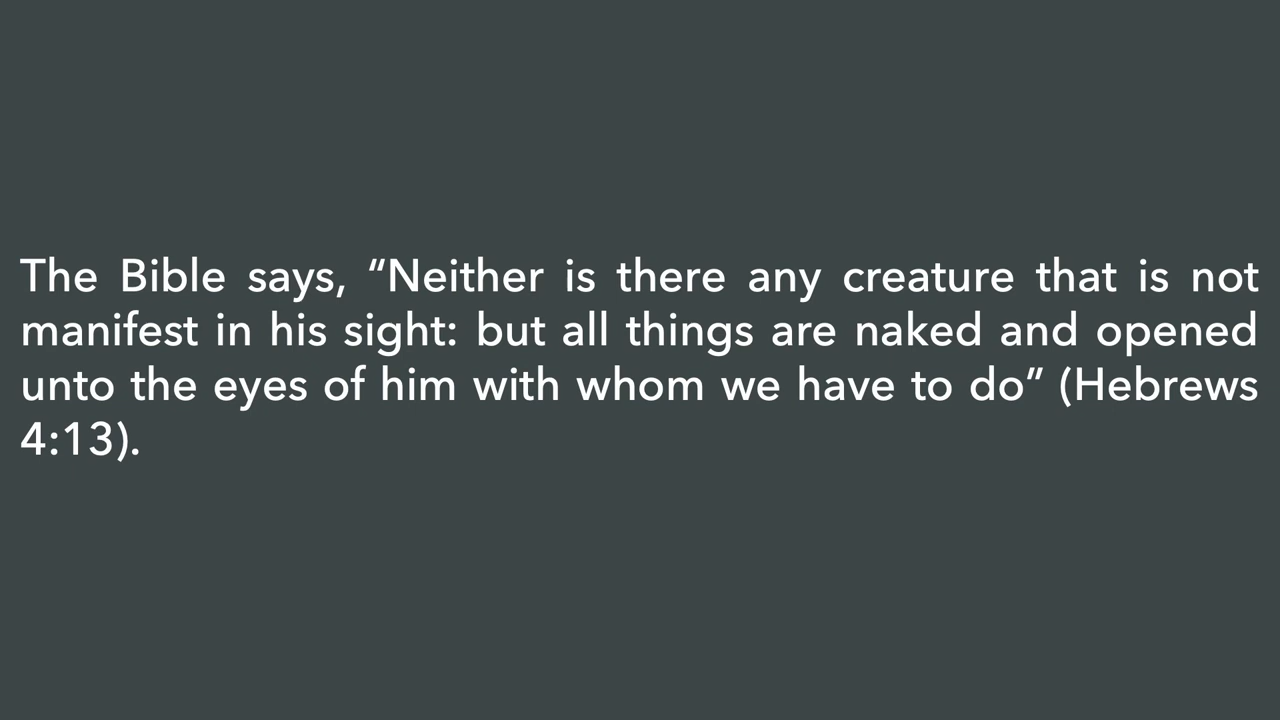 The Bible says, “Neither is there any creature that is not
manifest in his sight: but all things are naked and opened
unto the eyes of him with whom we have to do” (Hebrews
4:13).